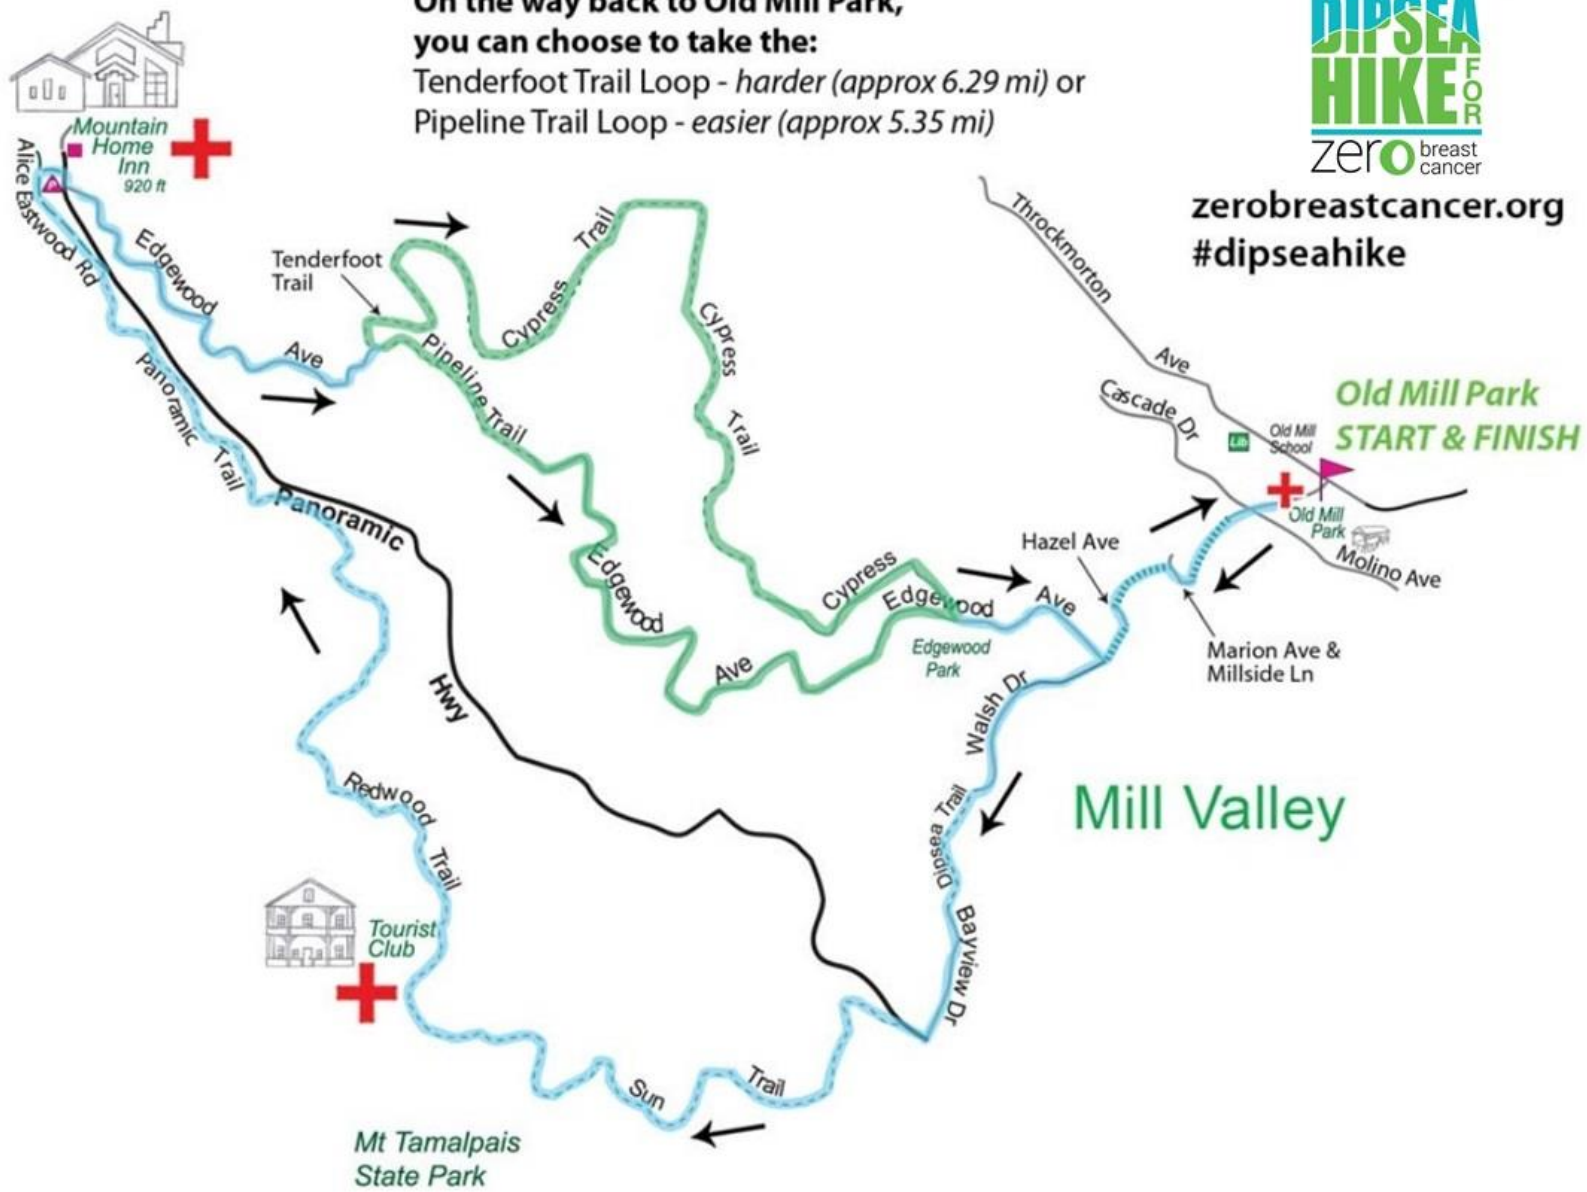 On the way back to Old Mill Park,
you can choose to take the:
Tenderfoot Trail Loop - harder (approx 6.29 mi) or
Pipeline Trail Loop - easier (approx 5.35 mi)
DIPSEA
HIKE
FOR
zero breast
cancer
zerobreastcancer.org
#dipseahike
Mountain
Home
Inn
920 ft
Alice Eastwood Rd
Edgewood
Ave
Tenderfoot
Trail
Cypress
Trail
Cypress
Trail
Pipeline Trail
Panoramic
Trail
Panoramic
Hwy
Throckmorton
Ave
Cascade Dr
Lib
Old Mill
School
Old Mill Park
START & FINISH
Old Mill
Park
Molino Ave
Hazel Ave
Marion Ave &
Millside Ln
Edgewood
Ave
Cypress
Edgewood
Ave
Edgewood
Park
Walsh Dr
Mill Valley
Dipsea Trail
Bayview Dr
Redwood
Trail
Tourist
Club
Sun
Trail
Mt Tamalpais
State Park